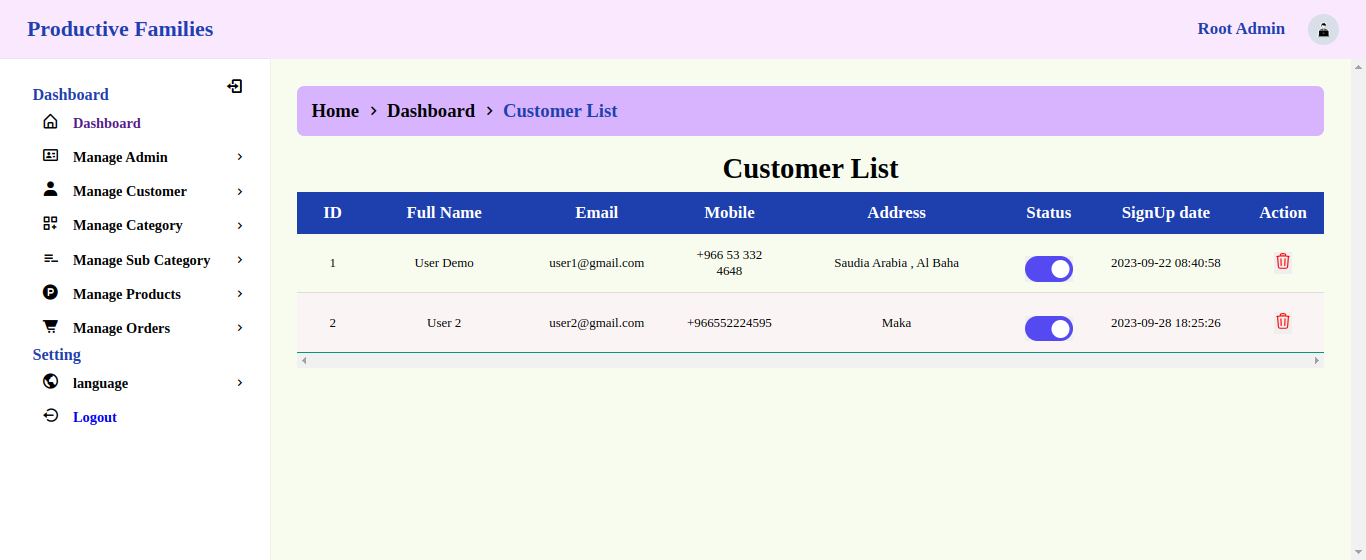 Productive Families
Root Admin
Dashboard
Dashboard
Manage Admin
Manage Customer
Manage Category
Manage Sub Category
Manage Products
Manage Orders
Setting
language
Logout
Home > Dashboard > Customer List
Customer List
ID Full Name Email Mobile Address Status SignUp date Action
1 User Demo user1@gmail.com +966 53 332 Saudia Arabia , Al Baha 2023-09-22 08:40:58
4648
2 User 2 user2@gmail.com +966552224595 Maka 2023-09-28 18:25:26